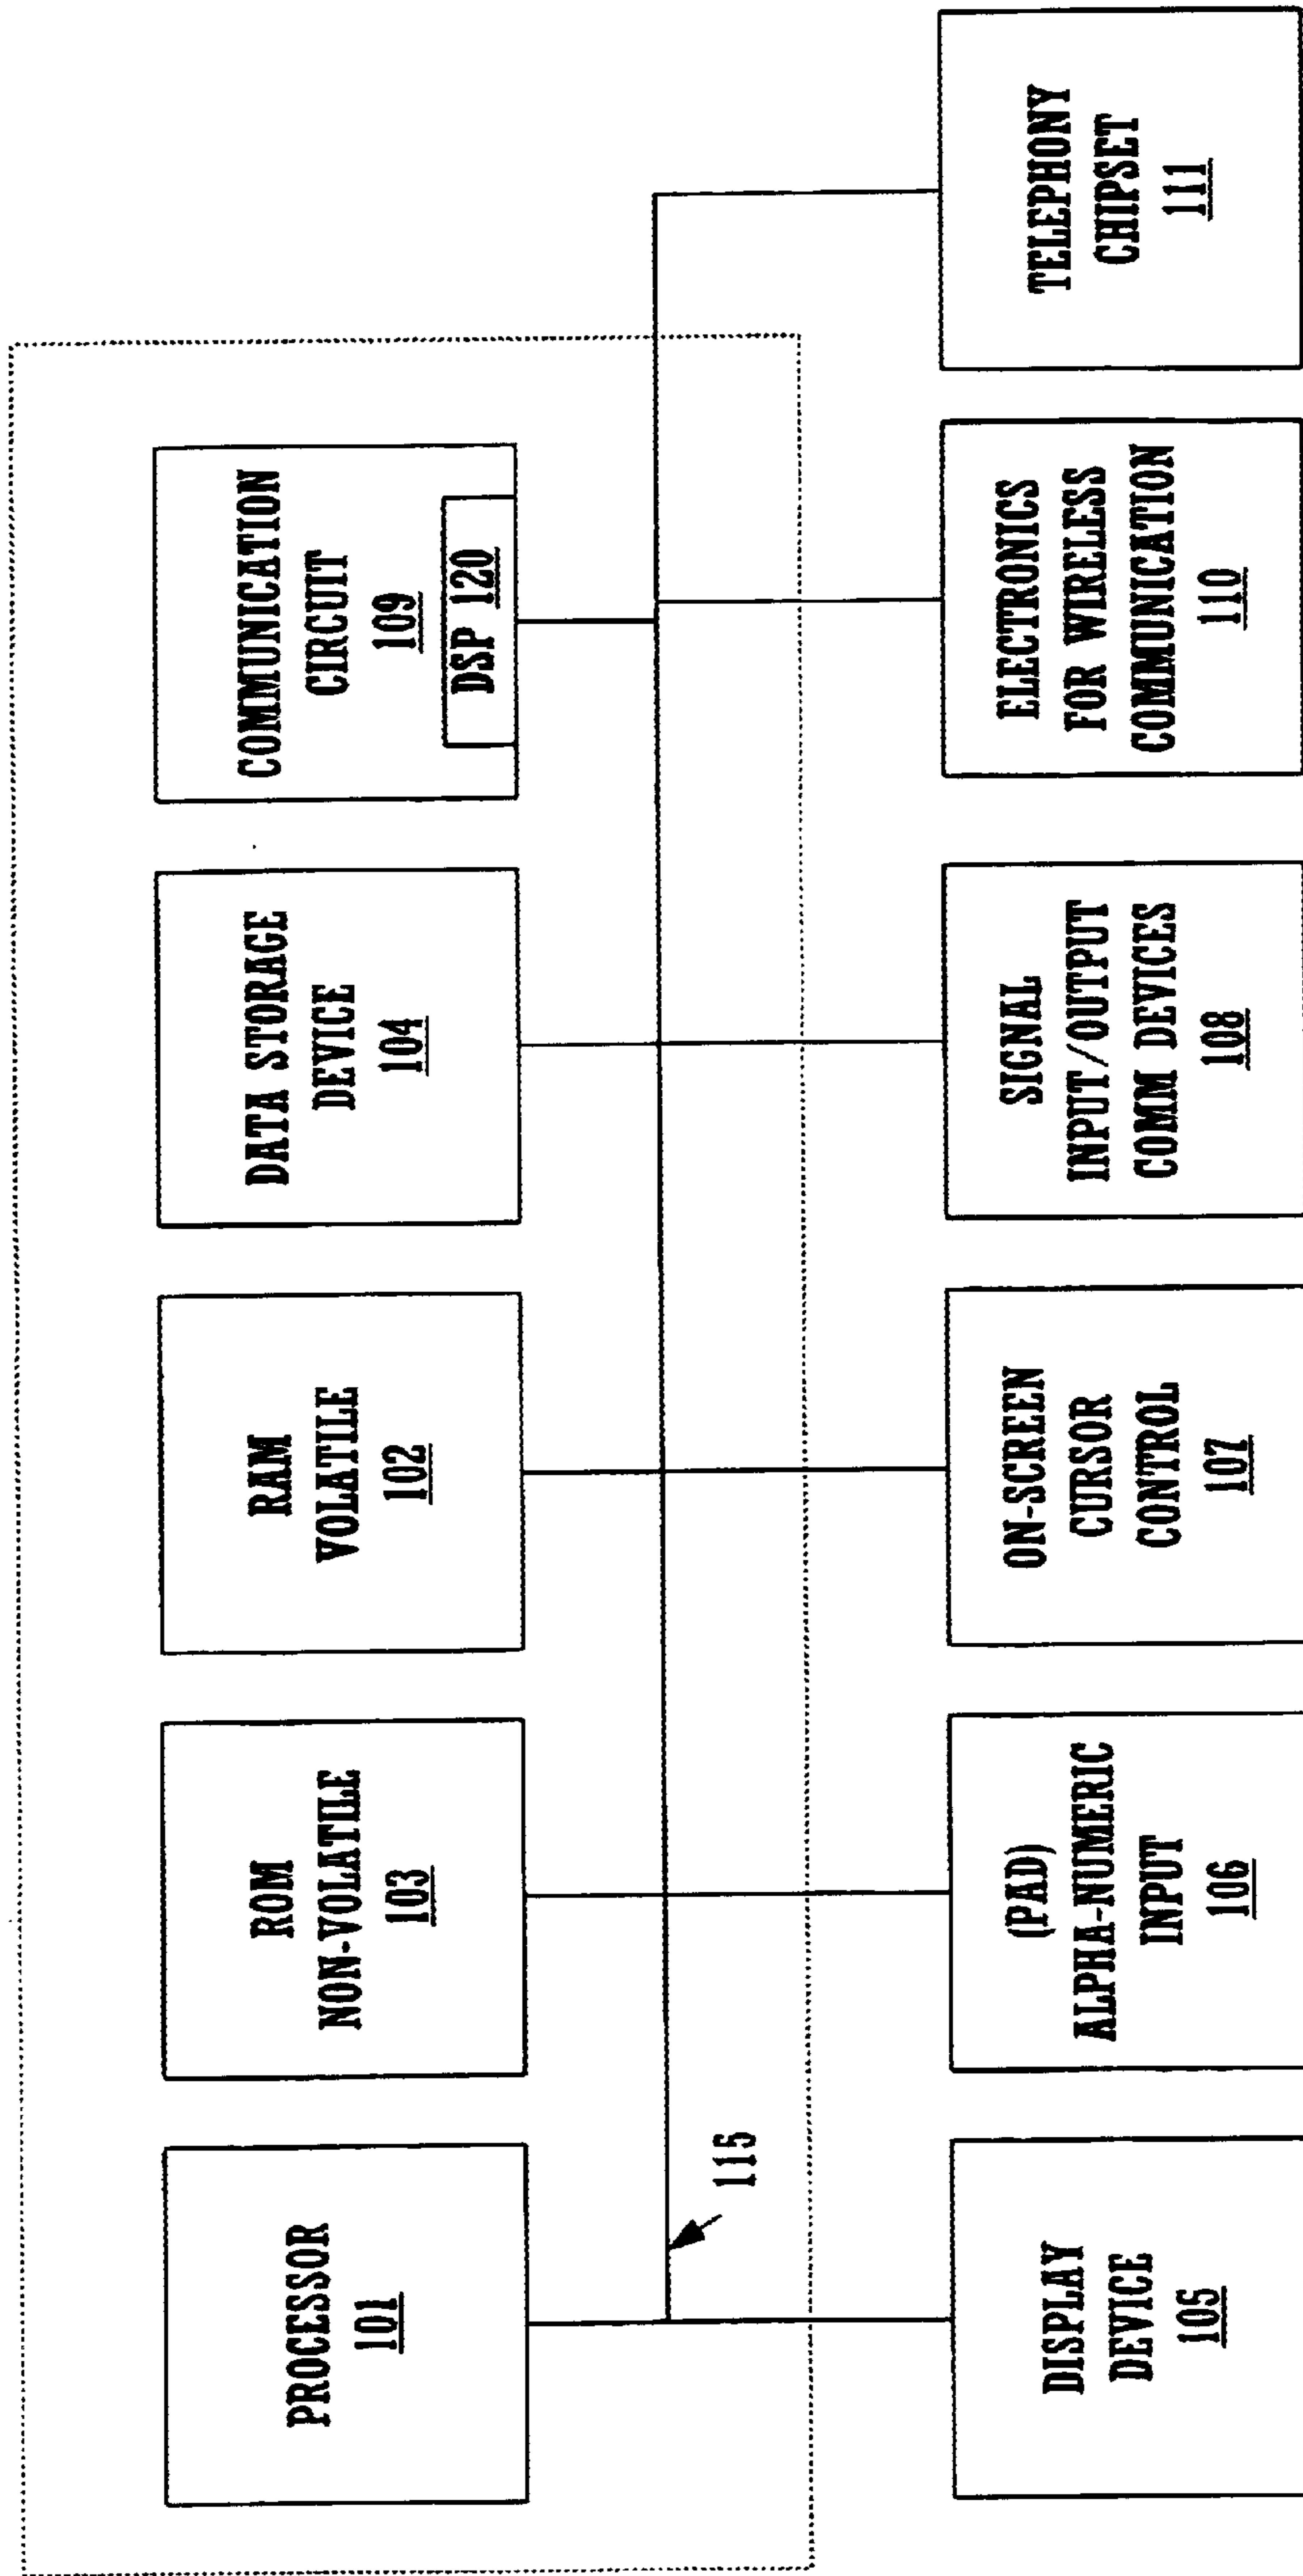 PROCESSOR
101
ROM
NON-VOLATILE
103
RAM
VOLATILE
102
DATA STORAGE
DEVICE
104
COMMUNICATION
CIRCUIT
109
DSP 120
115
DISPLAY
DEVICE
105
(PAD)
ALPHA-NUMERIC
INPUT
106
ON-SCREEN
CURSOR
CONTROL
107
SIGNAL
INPUT/OUTPUT
COMM DEVICES
108
ELECTRONICS
FOR WIRELESS
COMMUNICATION
110
TELEPHONY
CHIPSET
111